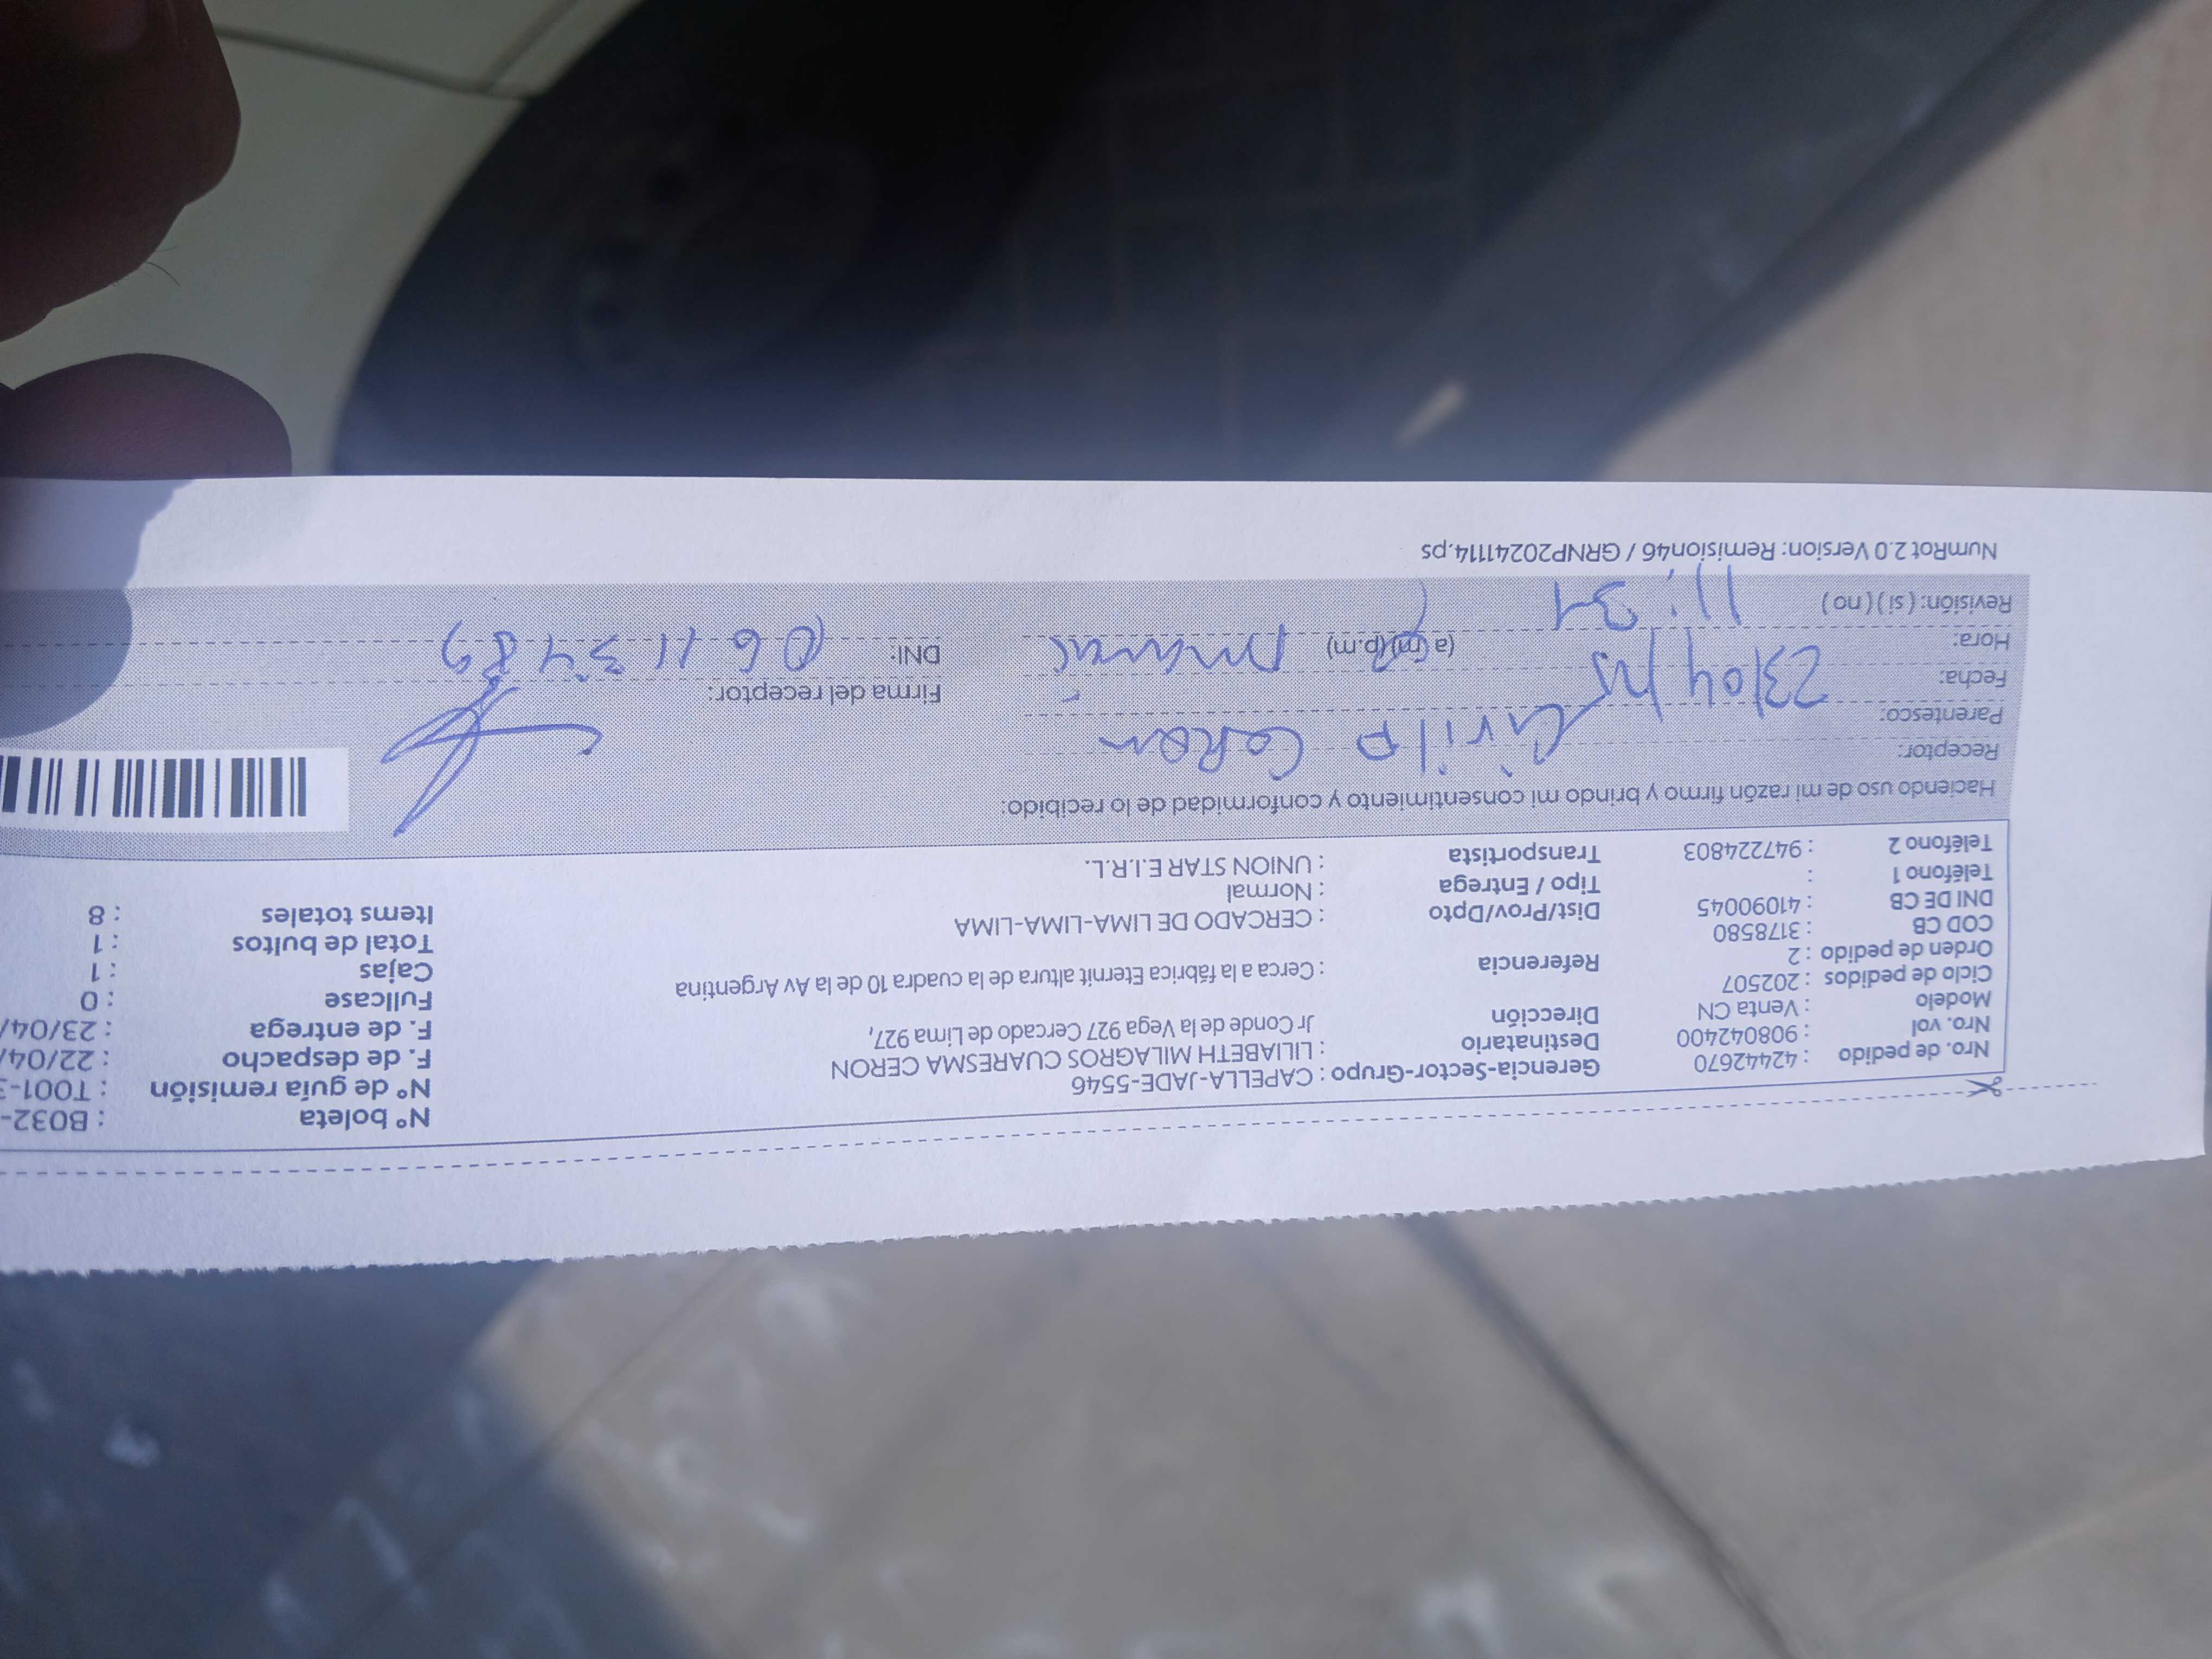 Nro. de pedido : 42442670
Nro. vol : 908042400
Modelo : Venta CN
Ciclo de pedidos : 202507
Orden de pedido : 2
COD CB : 3178580
DNI DE CB : 41090045
Teléfono 1 :
Teléfono 2 : 947224803
Gerencia-Sector-Grupo : CAPELLA-JADE-5546
Destinatario : LILIABETH MILAGROS CUARESMA CERON
Dirección Jr Conde de la Vega 927 Cercado de Lima 927,
Referencia : Cerca a la fábrica Eternit altura de la cuadra 10 de la Av Argentina
Dist/Prov/Dpto : CERCADO DE LIMA-LIMA-LIMA
Tipo / Entrega : Normal
Transportista : UNION STAR E.I.R.L.
N° boleta : B032-
N° de guía remisión : T001-3
F. de despacho : 22/04/
F. de entrega : 23/04/
Fullcase : 0
Cajas : 1
Total de bultos : 1
Items totales : 8
Haciendo uso de mi razón firmo y brindo mi consentimiento y conformidad de lo recibido:
Receptor: Cirila Ceron
Parentesco:
Fecha: 23/04/25
Hora: 11:31 (a.m) (p.m) mamá
Revisión: ( si ) ( no )
Firma del receptor:
DNI: 06113489
NumRot 2.0 Version: Remision46 / GRNP20241114.ps